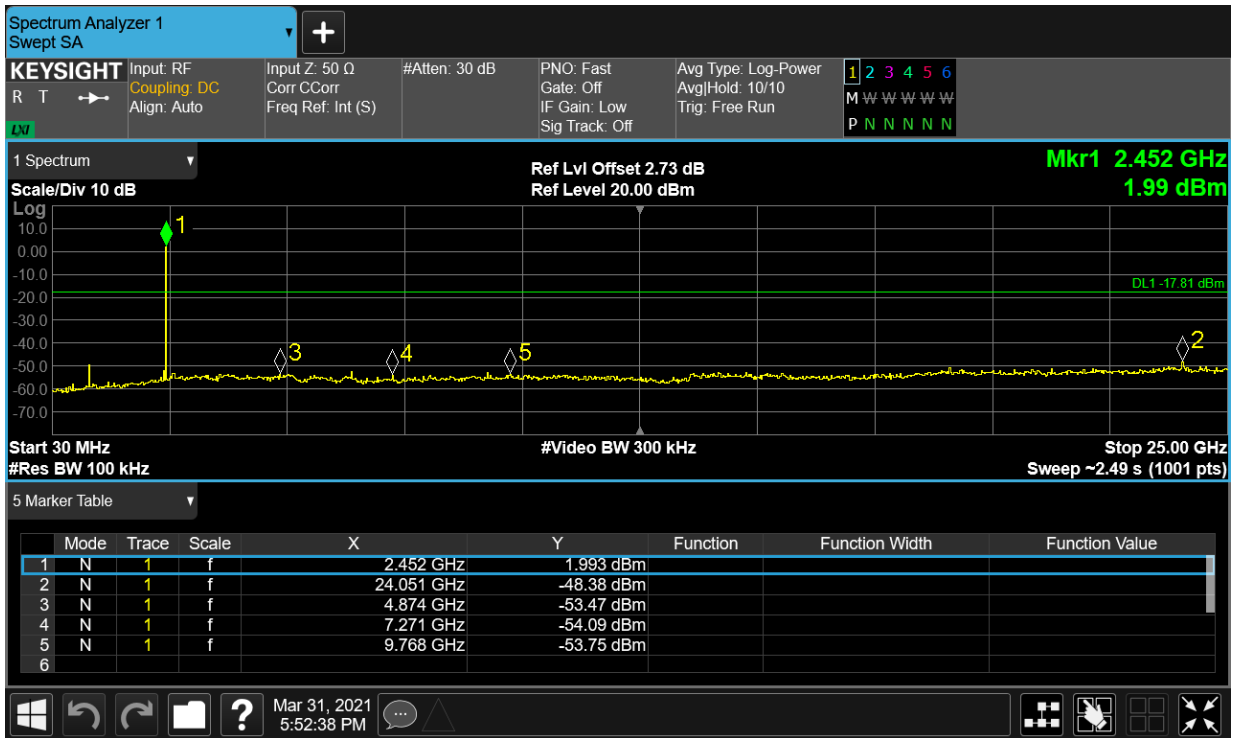 Spectrum Analyzer 1
Swept SA
▼
+
KEYSIGHT
R T
LXI
Input: RF
Coupling: DC
Align: Auto
Input Z: 50 Ω
Corr CCorr
Freq Ref: Int (S)
#Atten: 30 dB
PNO: Fast
Gate: Off
IF Gain: Low
Sig Track: Off
Avg Type: Log-Power
Avg|Hold: 10/10
Trig: Free Run
1 2 3 4 5 6
M W W W W W
P N N N N N
1 Spectrum ▼
Scale/Div 10 dB
Ref Lvl Offset 2.73 dB
Ref Level 20.00 dBm
Mkr1 2.452 GHz
1.99 dBm
Log
10.0
0.00
-10.0
-20.0
-30.0
-40.0
-50.0
-60.0
-70.0
1
DL1 -17.81 dBm
3
4
5
2
Start 30 MHz
#Res BW 100 kHz
#Video BW 300 kHz
Stop 25.00 GHz
Sweep ~2.49 s (1001 pts)
5 Marker Table ▼
Mode Trace Scale X Y Function Function Width Function Value
1 N 1 f 2.452 GHz 1.993 dBm
2 N 1 f 24.051 GHz -48.38 dBm
3 N 1 f 4.874 GHz -53.47 dBm
4 N 1 f 7.271 GHz -54.09 dBm
5 N 1 f 9.768 GHz -53.75 dBm
6
?
Mar 31, 2021
5:52:38 PM